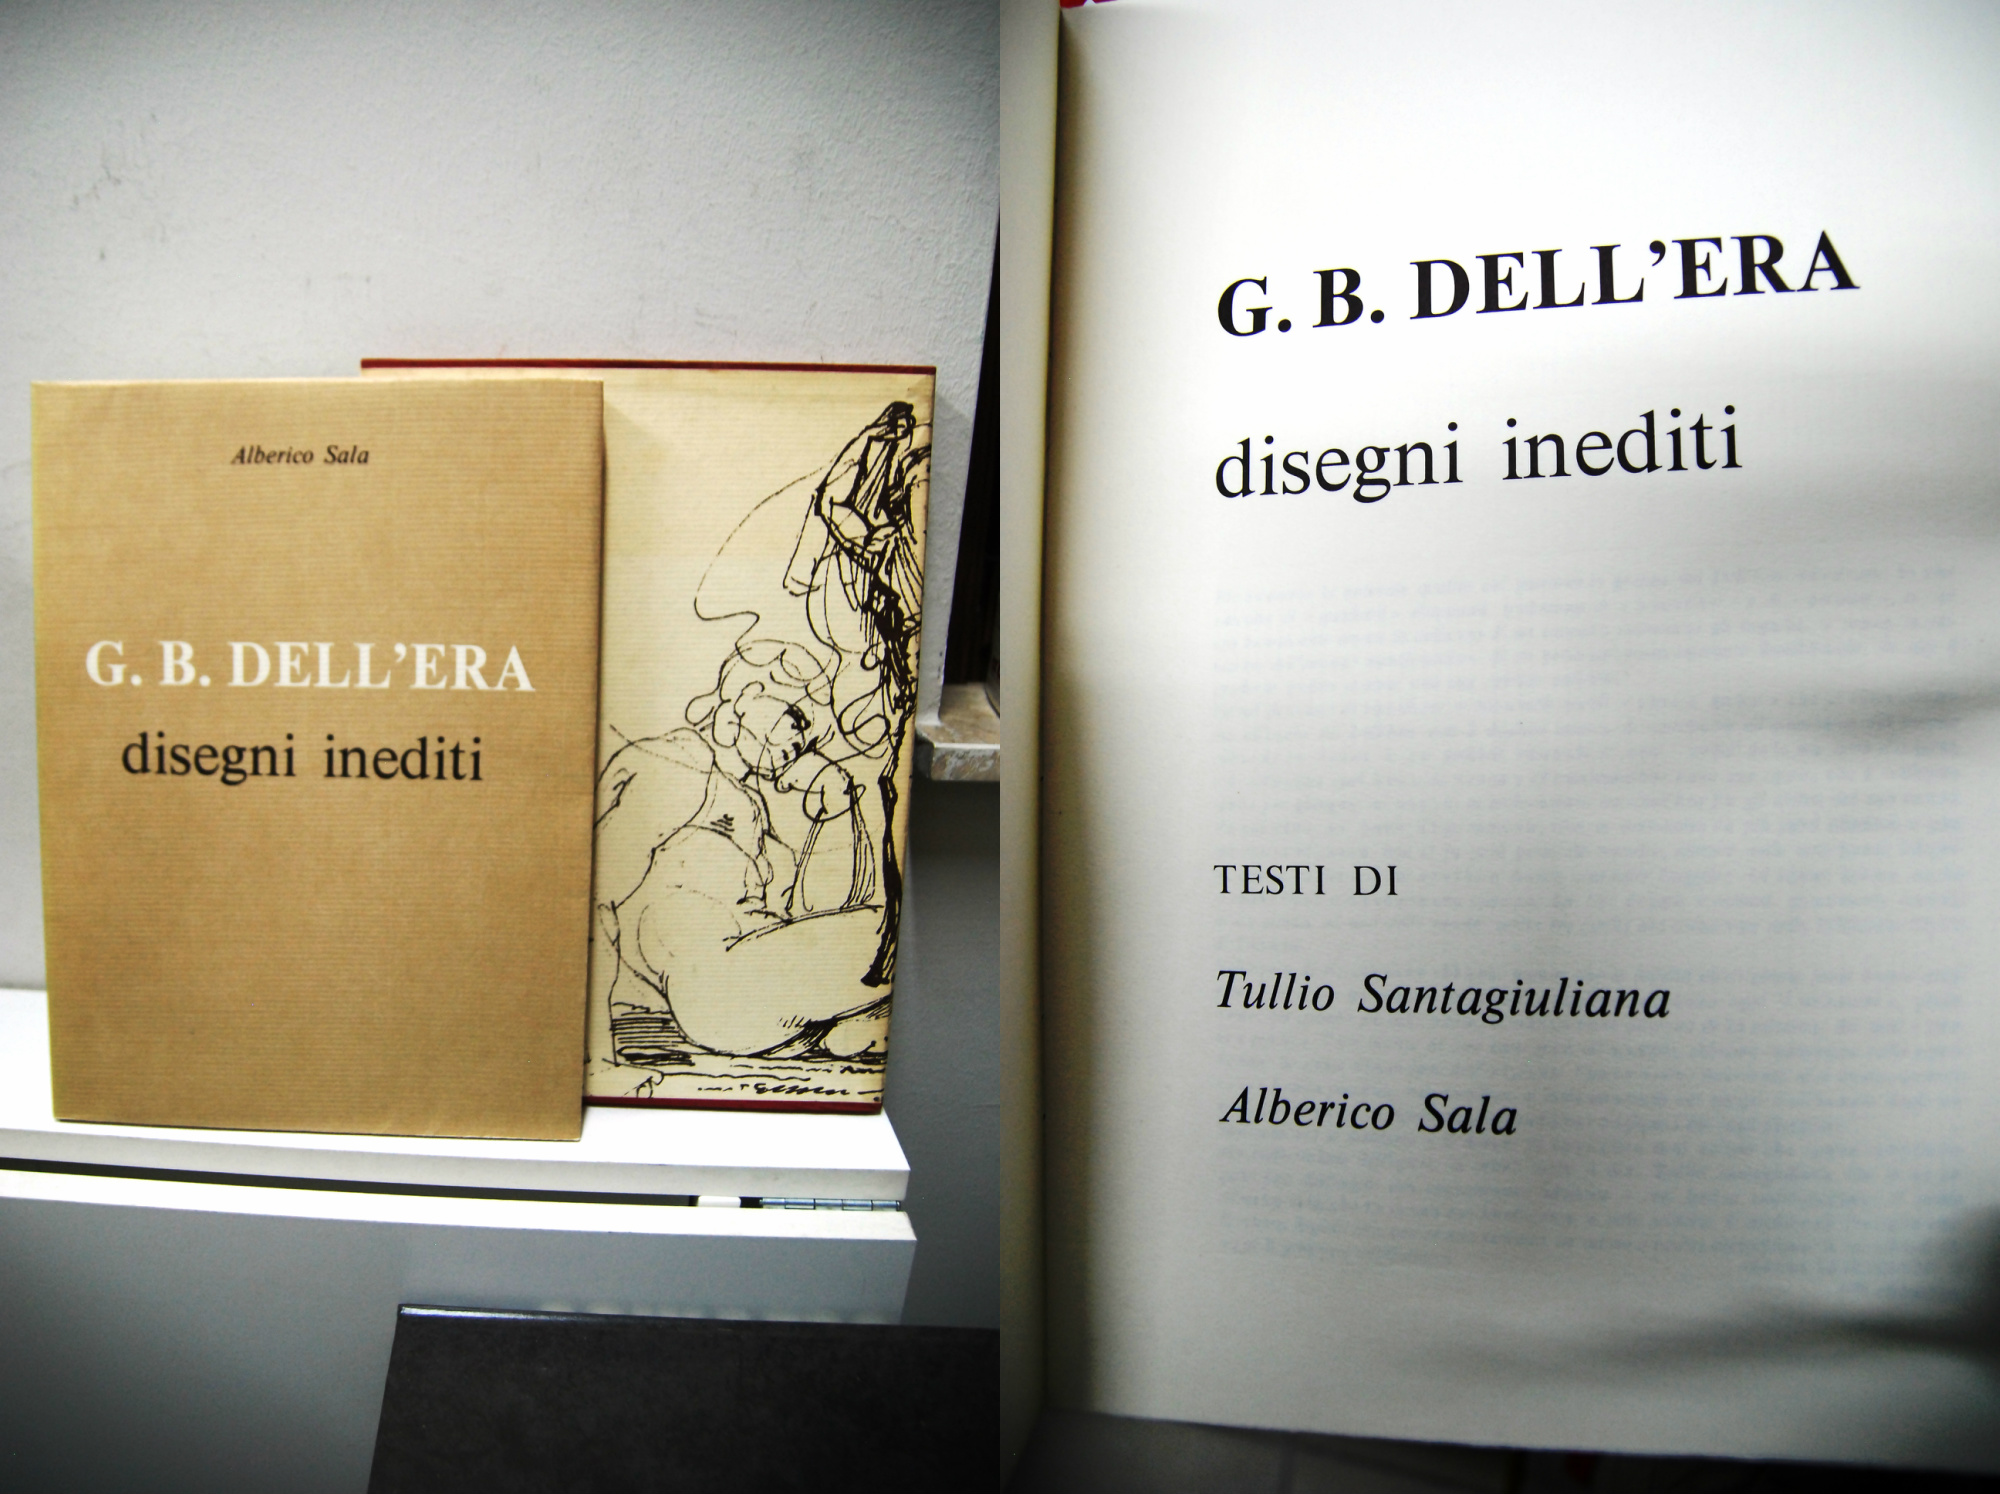 Alberico Sala
G. B. DELL'ERA
disegni inediti
G. B. DELL'ERA
disegni inediti
TESTI DI
Tullio Santagiuliana
Alberico Sala